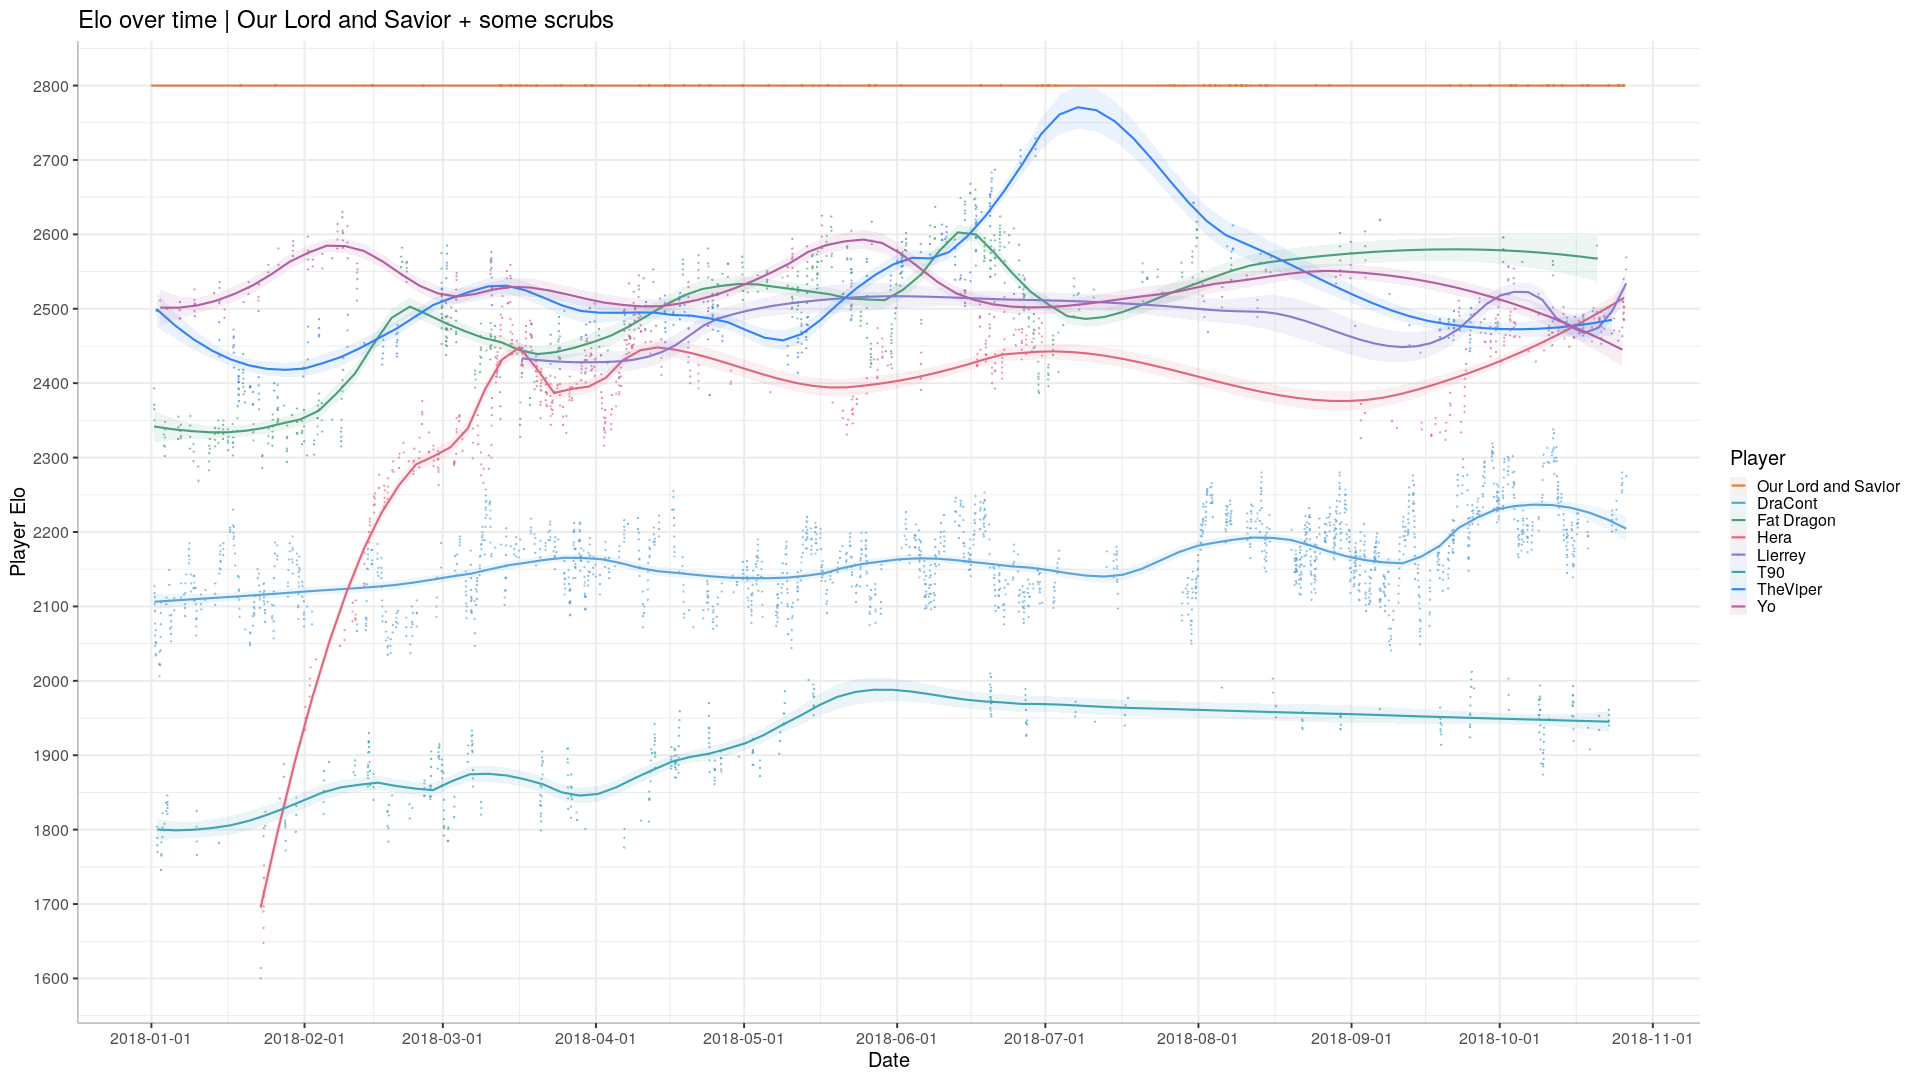 Elo over time | Our Lord and Savior + some scrubs
Player Elo
2800
2700
2600
2500
2400
2300
2200
2100
2000
1900
1800
1700
1600
2018-01-01
2018-02-01
2018-03-01
2018-04-01
2018-05-01
2018-06-01
2018-07-01
2018-08-01
2018-09-01
2018-10-01
2018-11-01
Date
Player
Our Lord and Savior
DraCont
Fat Dragon
Hera
Lierrey
T90
TheVIper
Yo